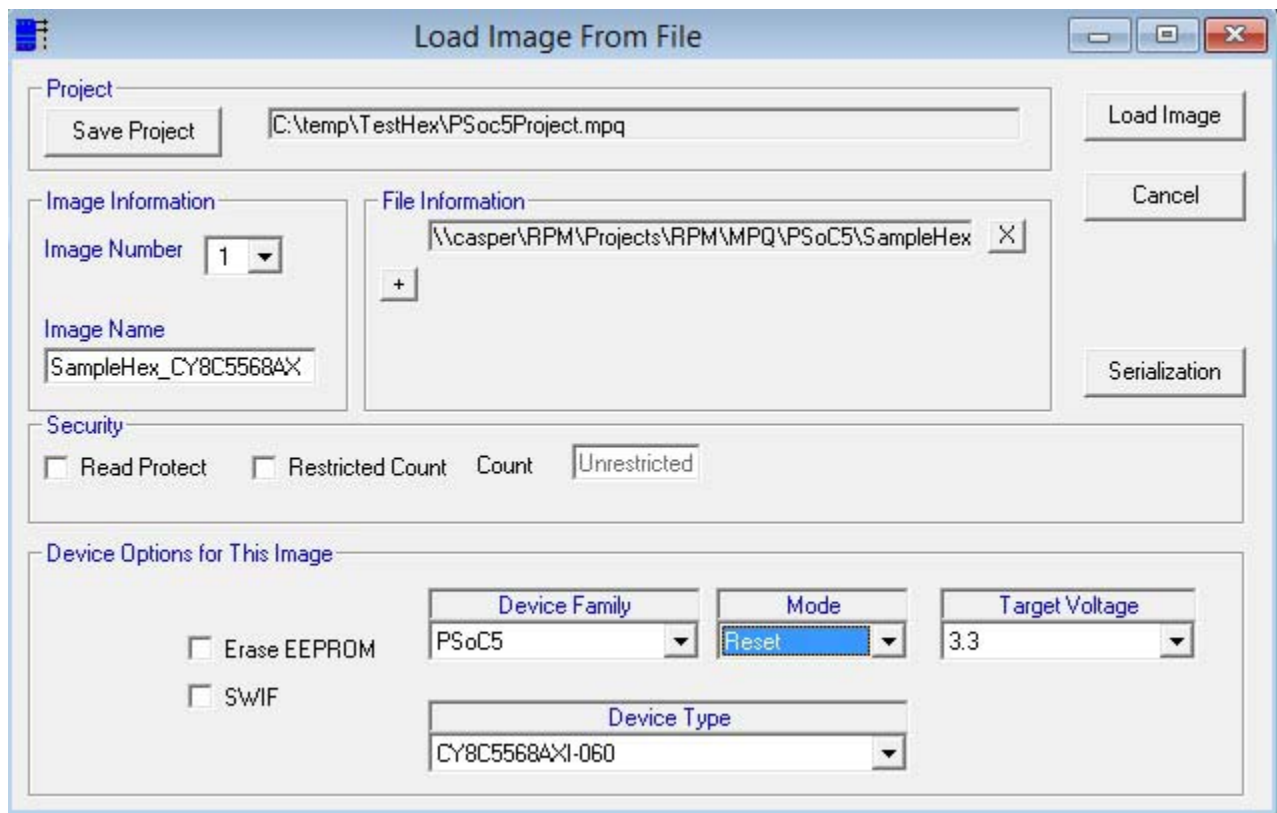 Load Image From File
Project
Save Project
C:\temp\TestHex\PSoc5Project.mpq
Load Image
Cancel
Image Information
Image Number
1
Image Name
SampleHex_CY8C5568AX
File Information
\\casper\RPM\Projects\RPM\MPQ\PSoC5\SampleHex
X
+
Serialization
Security
Read Protect
Restricted Count
Count
Unrestricted
Device Options for This Image
Erase EEPROM
SWIF
Device Family
PSoC5
Mode
Reset
Target Voltage
3.3
Device Type
CY8C5568AXI-060